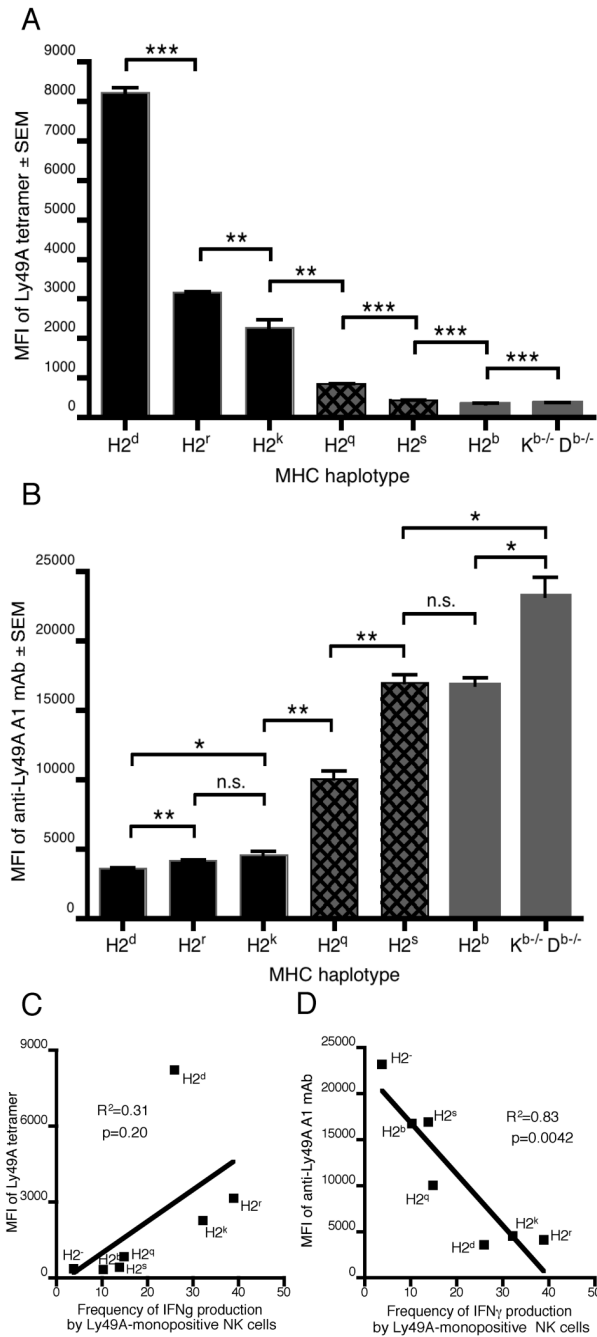 A
MFI of Ly49A tetramer ± SEM
9000
8000
7000
6000
5000
4000
3000
2000
1000
0
***
**
**
***
***
***
H2ᵈ H2ʳ H2ᵏ H2ᑫ H2ˢ H2ᵇ Kᵇ⁻/⁻ Dᵇ⁻/⁻
MHC haplotype
B
MFI of anti-Ly49A A1 mAb ± SEM
25000
20000
15000
10000
5000
0
*
*
n.s.
**
**
*
n.s.
**
H2ᵈ H2ʳ H2ᵏ H2ᑫ H2ˢ H2ᵇ Kᵇ⁻/⁻ Dᵇ⁻/⁻
MHC haplotype
C
MFI of Ly49A tetramer
9000
6000
3000
0
R²=0.31
p=0.20
H2ᵈ
H2ʳ
H2ᵏ
H2⁻
H2ᵇ
H2ᑫ
H2ˢ
0 10 20 30 40 50
Frequency of IFNg production
by Ly49A-monopositive NK cells
D
MFI of anti-Ly49A A1 mAb
25000
20000
15000
10000
5000
0
H2⁻
H2ˢ
H2ᵇ
R²=0.83
p=0.0042
H2ᑫ
H2ᵈ
H2ᵏ
H2ʳ
0 10 20 30 40 50
Frequency of IFNγ production
by Ly49A-monopositive NK cells